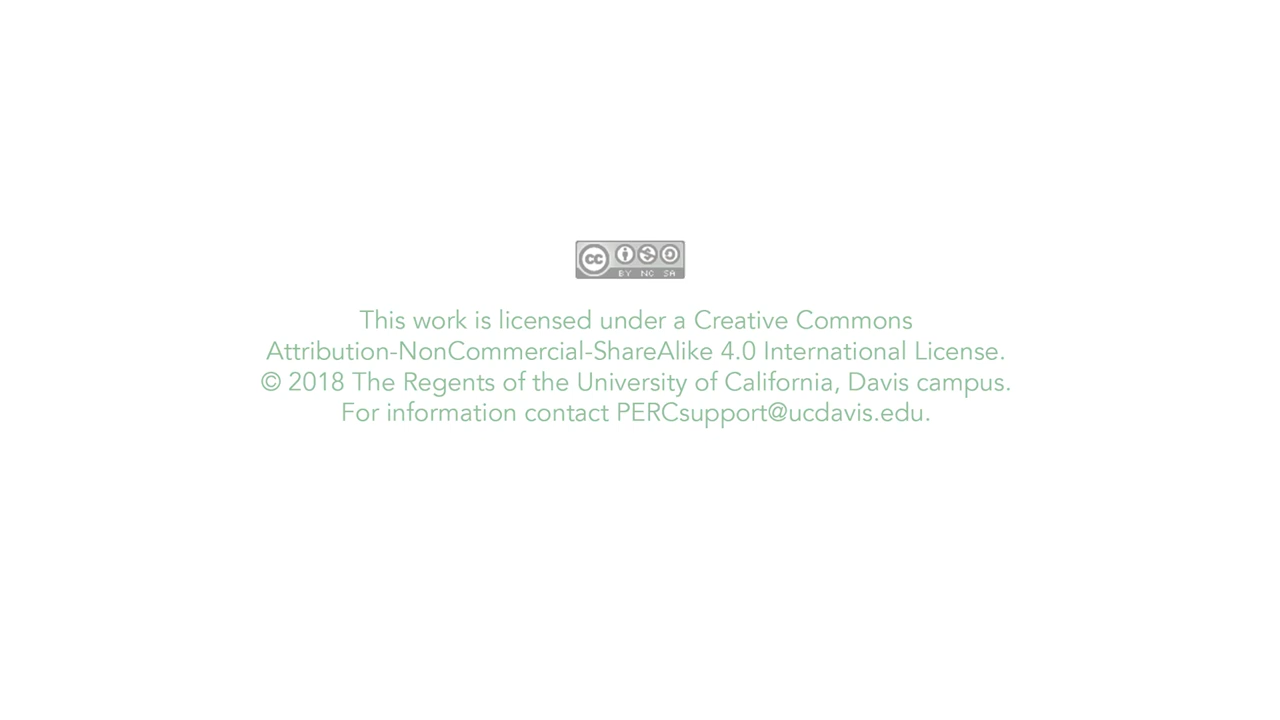 cc
BY NC SA
This work is licensed under a Creative Commons
Attribution-NonCommercial-ShareAlike 4.0 International License.
© 2018 The Regents of the University of California, Davis campus.
For information contact PERCsupport@ucdavis.edu.